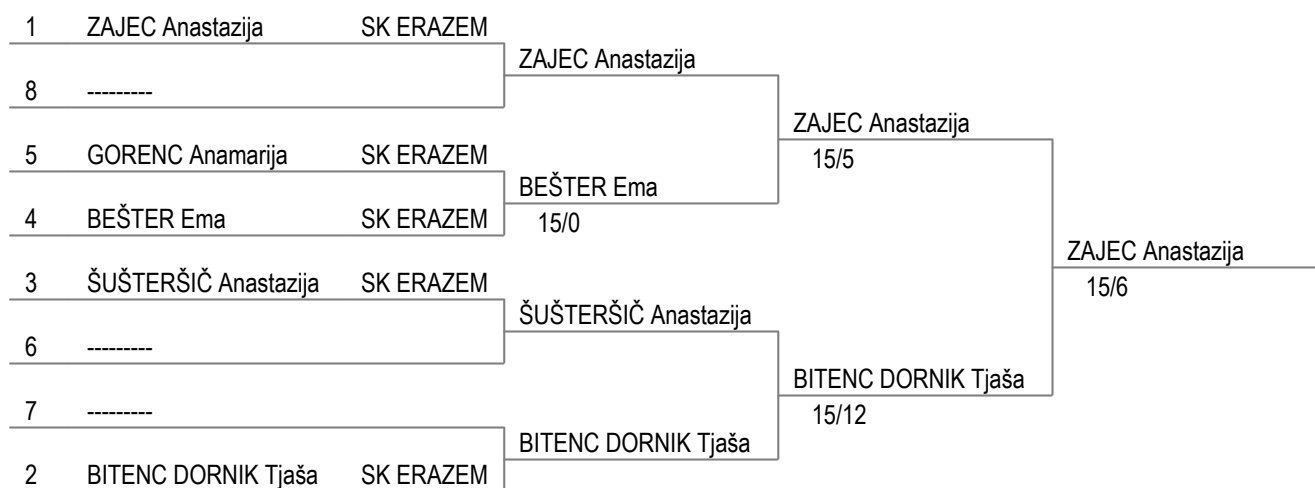 1 ZAJEC Anastazija SK ERAZEM
8 ---------
5 GORENC Anamarija SK ERAZEM
4 BEŠTER Ema SK ERAZEM
3 ŠUŠTERŠIČ Anastazija SK ERAZEM
6 ---------
7 ---------
2 BITENC DORNIK Tjaša SK ERAZEM
ZAJEC Anastazija
BEŠTER Ema
15/0
ŠUŠTERŠIČ Anastazija
BITENC DORNIK Tjaša
ZAJEC Anastazija
15/5
BITENC DORNIK Tjaša
15/12
ZAJEC Anastazija
15/6